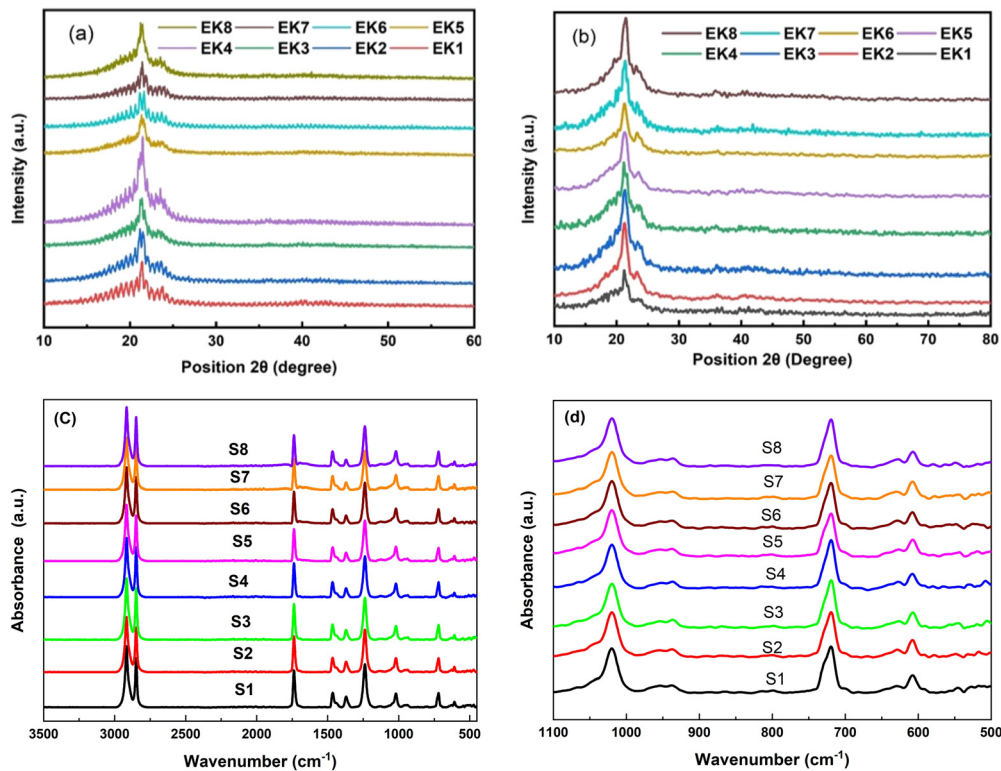 (a)
EK8 EK7 EK6 EK5
EK4 EK3 EK2 EK1
Intensity (a.u.)
10 20 30 40 50 60
Position 2θ (degree)
(b)
EK8 EK7 EK6 EK5
EK4 EK3 EK2 EK1
Intensity (a.u.)
10 20 30 40 50 60 70 80
Position 2θ (Degree)
(C)
S8
S7
S6
S5
S4
S3
S2
S1
Absorbance (a.u.)
3500 3000 2500 2000 1500 1000 500
Wavenumber (cm⁻¹)
(d)
S8
S7
S6
S5
S4
S3
S2
S1
Absorbance (a.u.)
1100 1000 900 800 700 600 500
Wavenumber (cm⁻¹)